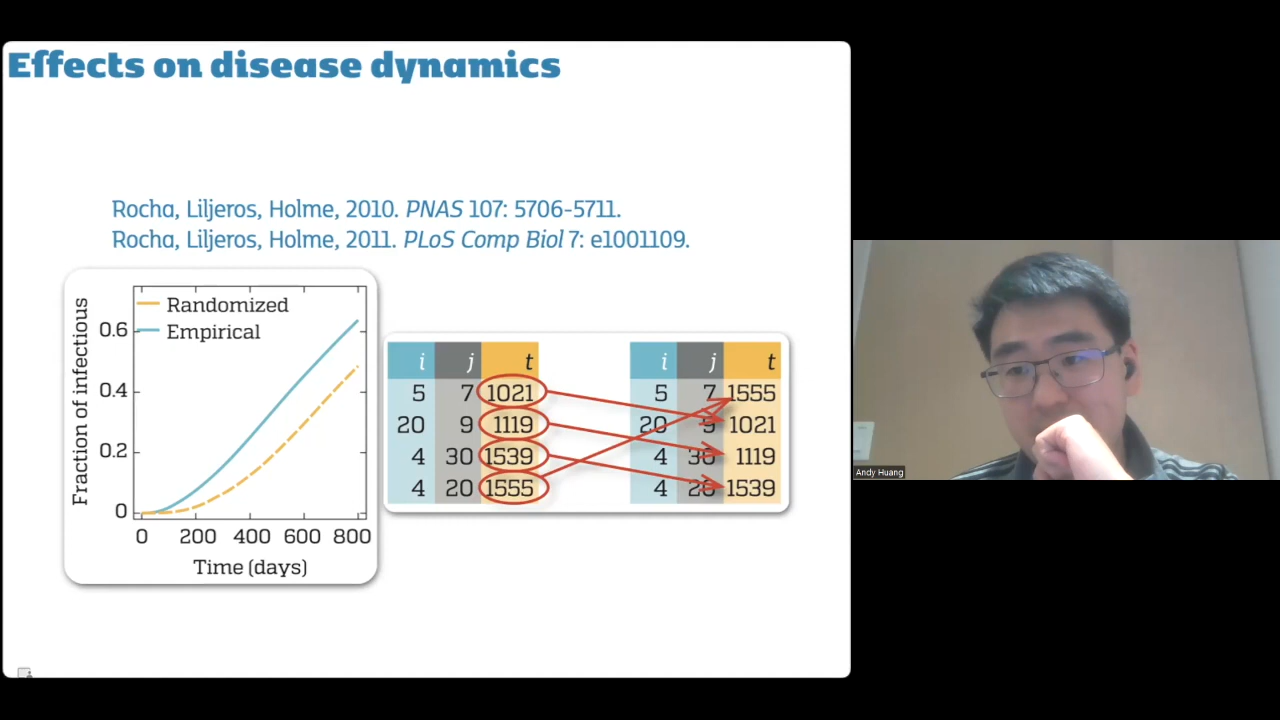 Effects on disease dynamics
Rocha, Liljeros, Holme, 2010. PNAS 107: 5706-5711.
Rocha, Liljeros, Holme, 2011. PLoS Comp Biol 7: e1001109.
Randomized
Empirical
Fraction of infectious
0.6
0.4
0.2
0
0 200 400 600 800
Time (days)
i j t
5 7 1021
20 9 1119
4 30 1539
4 20 1555
i j t
5 7 1555
20 9 1021
4 30 1119
4 20 1539
Andy Huang